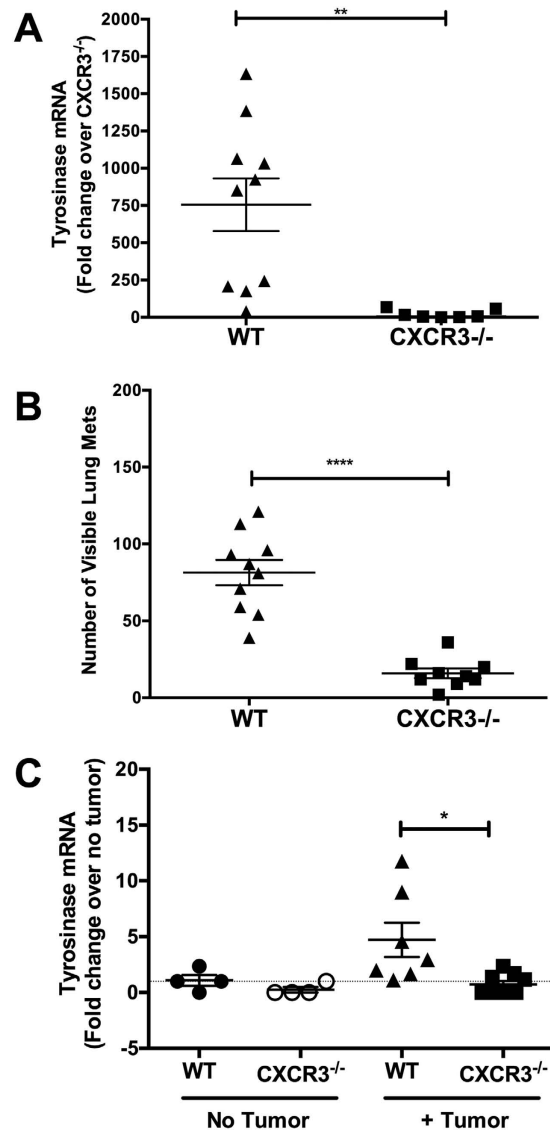 A
Tyrosinase mRNA
(Fold change over CXCR3-/-)
2000
1750
1500
1250
1000
750
500
250
0
**
WT
CXCR3-/-
B
Number of Visible Lung Mets
200
150
100
50
0
****
WT
CXCR3-/-
C
Tyrosinase mRNA
(Fold change over no tumor)
20
15
10
5
0
-5
*
WT
CXCR3-/-
WT
CXCR3-/-
No Tumor
+ Tumor